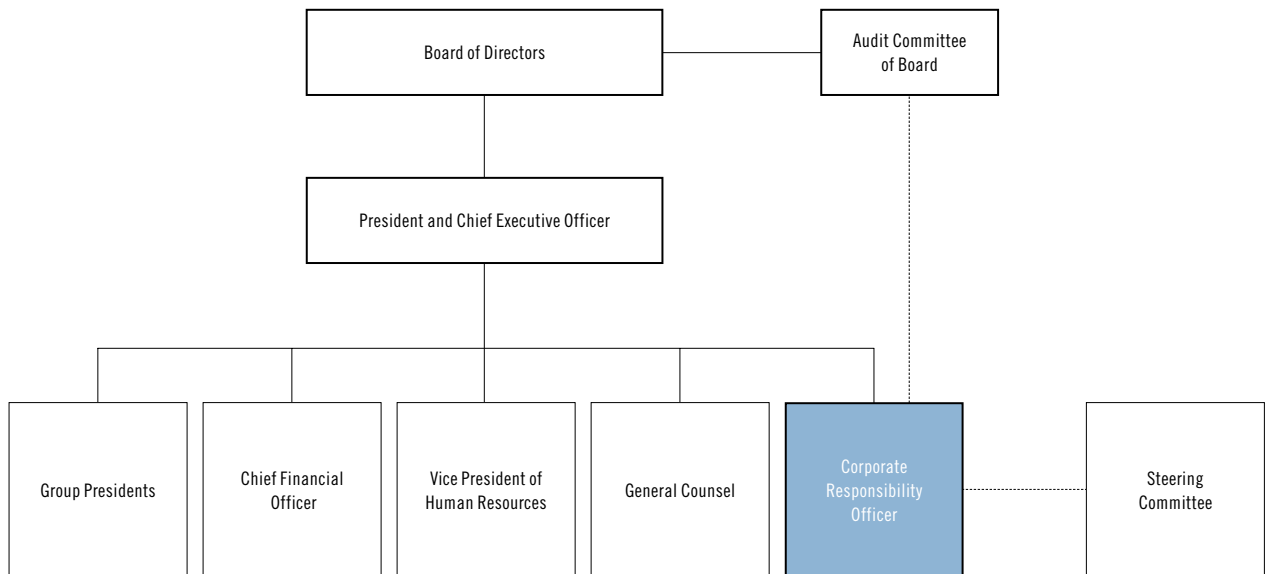 Board of Directors
Audit Committee
of Board
President and Chief Executive Officer
Group Presidents
Chief Financial
Officer
Vice President of
Human Resources
General Counsel
Corporate
Responsibility
Officer
Steering
Committee